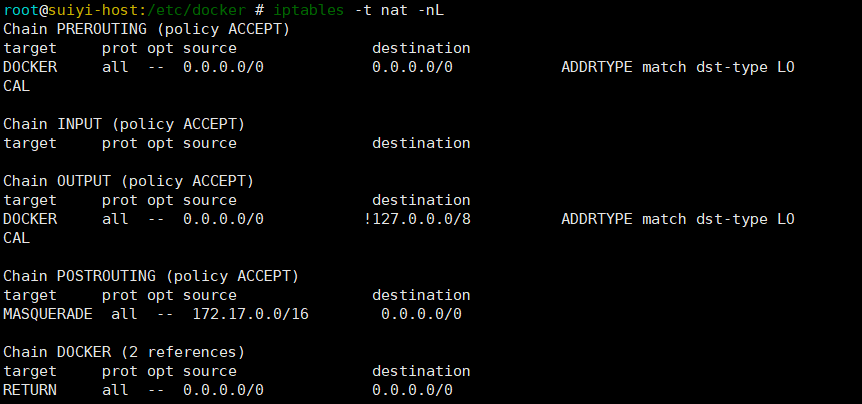 root@suiyi-host:/etc/docker # iptables -t nat -nL
Chain PREROUTING (policy ACCEPT)
target     prot opt source               destination
DOCKER     all  --  0.0.0.0/0            0.0.0.0/0            ADDRTYPE match dst-type LO
CAL

Chain INPUT (policy ACCEPT)
target     prot opt source               destination

Chain OUTPUT (policy ACCEPT)
target     prot opt source               destination
DOCKER     all  --  0.0.0.0/0           !127.0.0.0/8          ADDRTYPE match dst-type LO
CAL

Chain POSTROUTING (policy ACCEPT)
target     prot opt source               destination
MASQUERADE  all  --  172.17.0.0/16        0.0.0.0/0

Chain DOCKER (2 references)
target     prot opt source               destination
RETURN     all  --  0.0.0.0/0            0.0.0.0/0